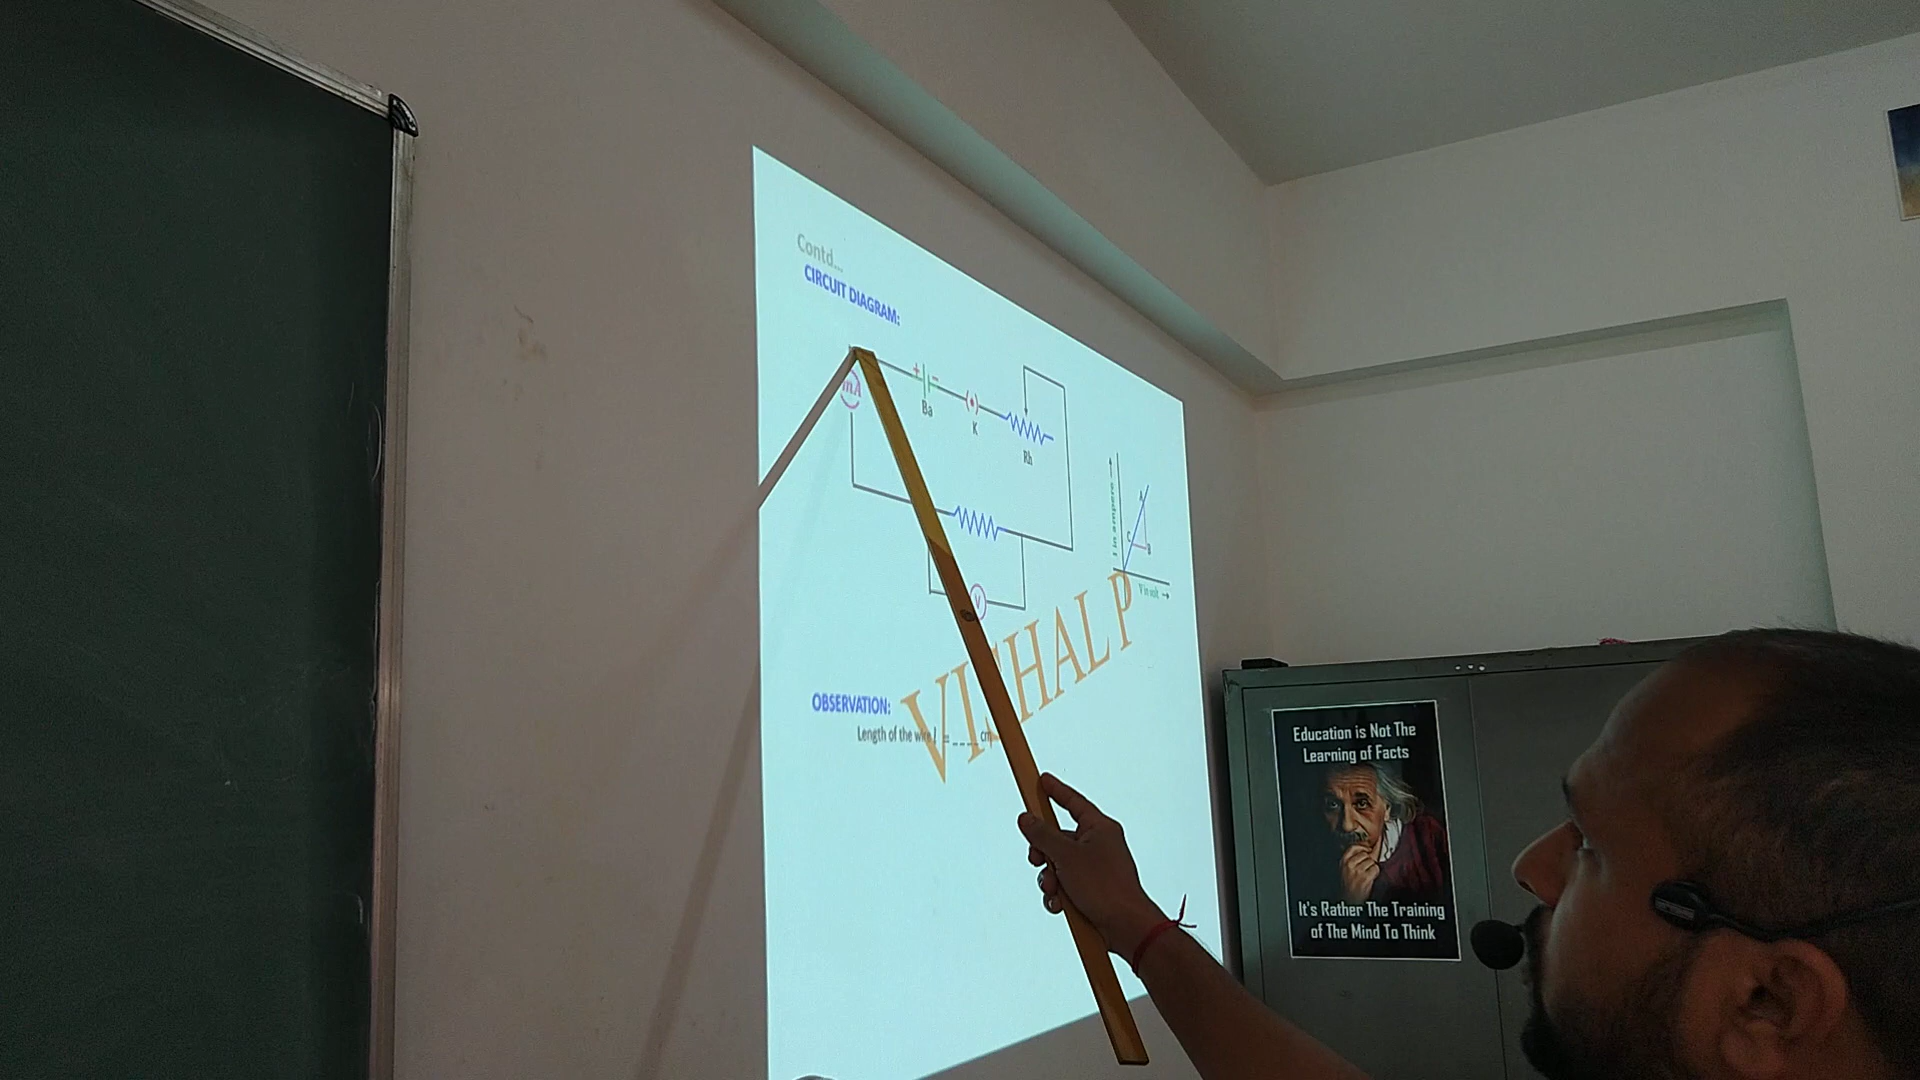 Contd...
CIRCUIT DIAGRAM:
mA
+
-
Ba
K
Rh
V
I in ampere →
A
C
B
V in volt →
VISHAL P
OBSERVATION:
Length of the wire l = _ _ _ _ cm
Education is Not The
Learning of Facts
It's Rather The Training
of The Mind To Think